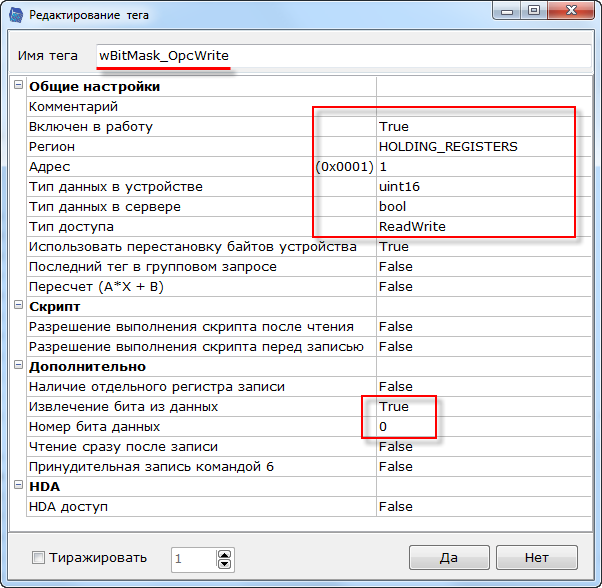 Редактирование тега
Имя тега wBitMask_OpcWrite
Общие настройки
Комментарий
Включен в работу True
Регион HOLDING_REGISTERS
Адрес (0x0001) 1
Тип данных в устройстве uint16
Тип данных в сервере bool
Тип доступа ReadWrite
Использовать перестановку байтов устройства True
Последний тег в групповом запросе False
Пересчет (A*X + B) False
Скрипт
Разрешение выполнения скрипта после чтения False
Разрешение выполнения скрипта перед записью False
Дополнительно
Наличие отдельного регистра записи False
Извлечение бита из данных True
Номер бита данных 0
Чтение сразу после записи False
Принудительная запись командой 6 False
HDA
HDA доступ False
Тиражировать 1 Да Нет